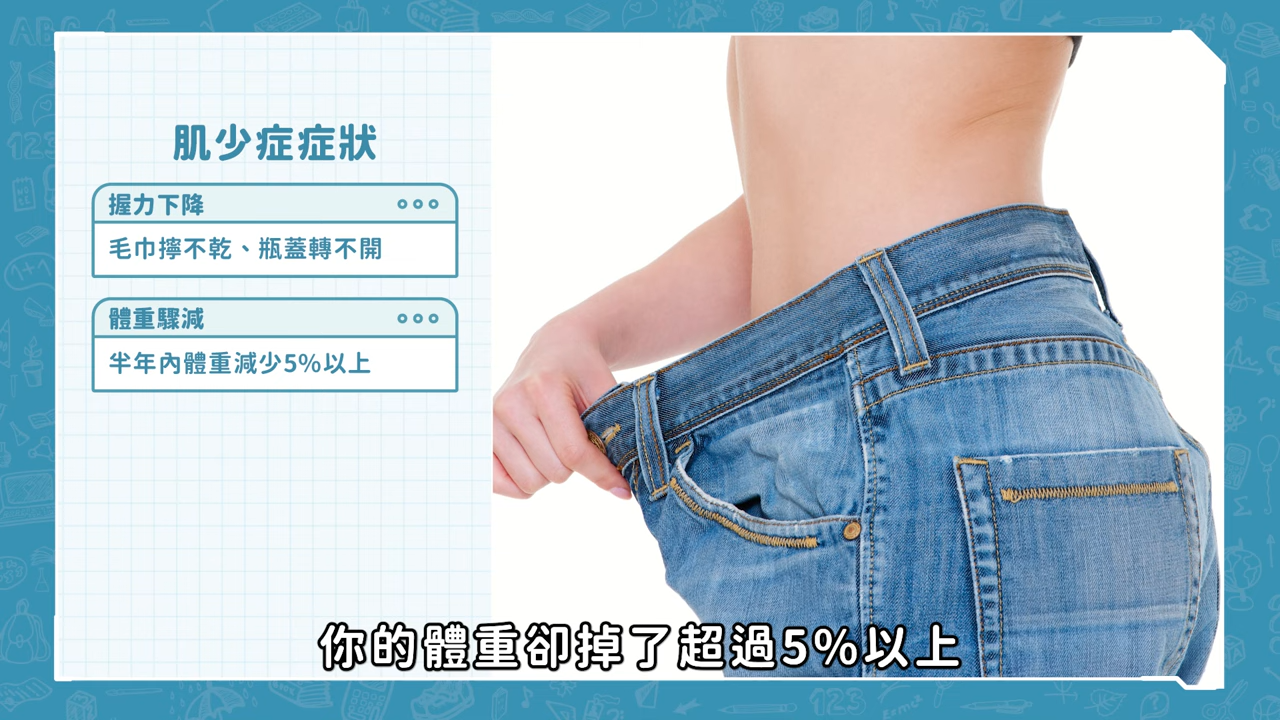 肌少症症狀
握力下降
毛巾擰不乾、瓶蓋轉不開
體重驟減
半年內體重減少5%以上
你的體重卻掉了超過5%以上